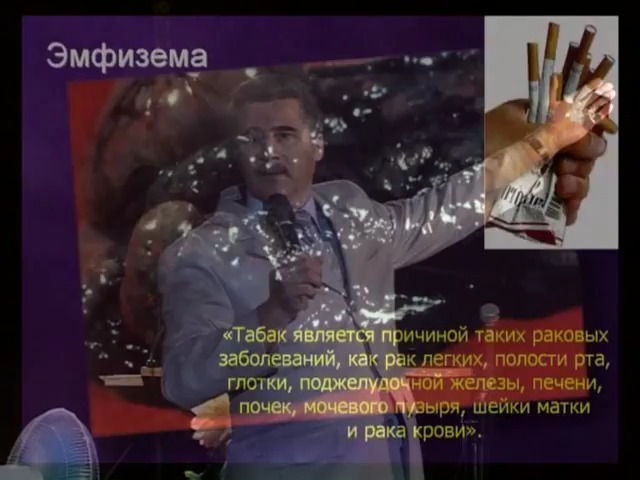 Эмфизема
«Табак является причиной таких раковых
заболеваний, как рак легких, полости рта,
глотки, поджелудочной железы, печени,
почек, мочевого пузыря, шейки матки
и рака крови».